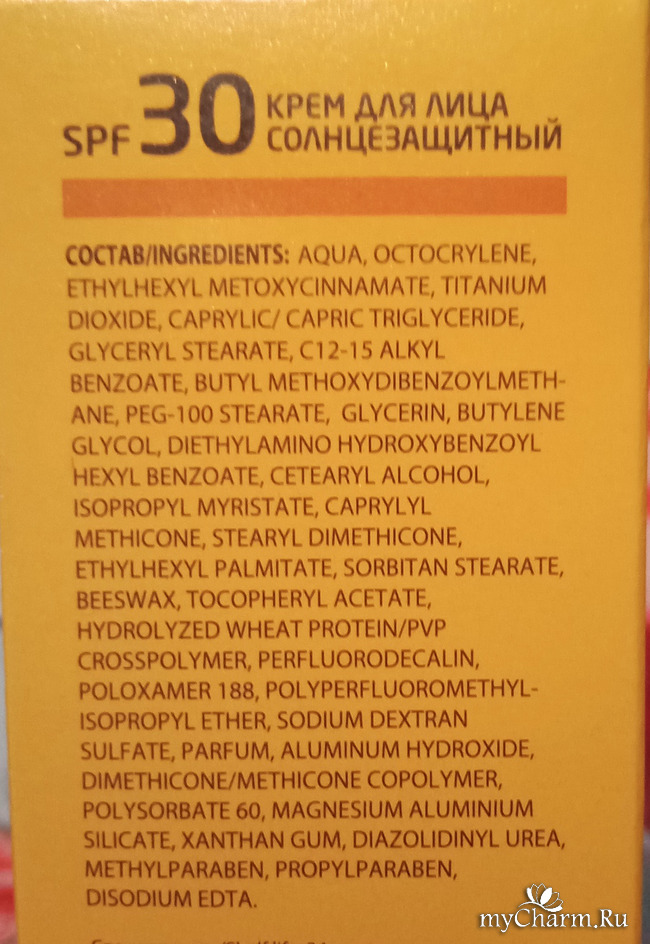 SPF 30 КРЕМ ДЛЯ ЛИЦА
СОЛНЦЕЗАЩИТНЫЙ
СОСТАВ/INGREDIENTS: AQUA, OCTOCRYLENE,
ETHYLHEXYL METOXYCINNAMATE, TITANIUM
DIOXIDE, CAPRYLIC/ CAPRIC TRIGLYCERIDE,
GLYCERYL STEARATE, C12-15 ALKYL
BENZOATE, BUTYL METHOXYDIBENZOYLMETH-
ANE, PEG-100 STEARATE, GLYCERIN, BUTYLENE
GLYCOL, DIETHYLAMINO HYDROXYBENZOYL
HEXYL BENZOATE, CETEARYL ALCOHOL,
ISOPROPYL MYRISTATE, CAPRYLYL
METHICONE, STEARYL DIMETHICONE,
ETHYLHEXYL PALMITATE, SORBITAN STEARATE,
BEESWAX, TOCOPHERYL ACETATE,
HYDROLYZED WHEAT PROTEIN/PVP
CROSSPOLYMER, PERFLUORODECALIN,
POLOXAMER 188, POLYPERFLUOROMETHYL-
ISOPROPYL ETHER, SODIUM DEXTRAN
SULFATE, PARFUM, ALUMINUM HYDROXIDE,
DIMETHICONE/METHICONE COPOLYMER,
POLYSORBATE 60, MAGNESIUM ALUMINIUM
SILICATE, XANTHAN GUM, DIAZOLIDINYL UREA,
METHYLPARABEN, PROPYLPARABEN,
DISODIUM EDTA.
myCharm.Ru